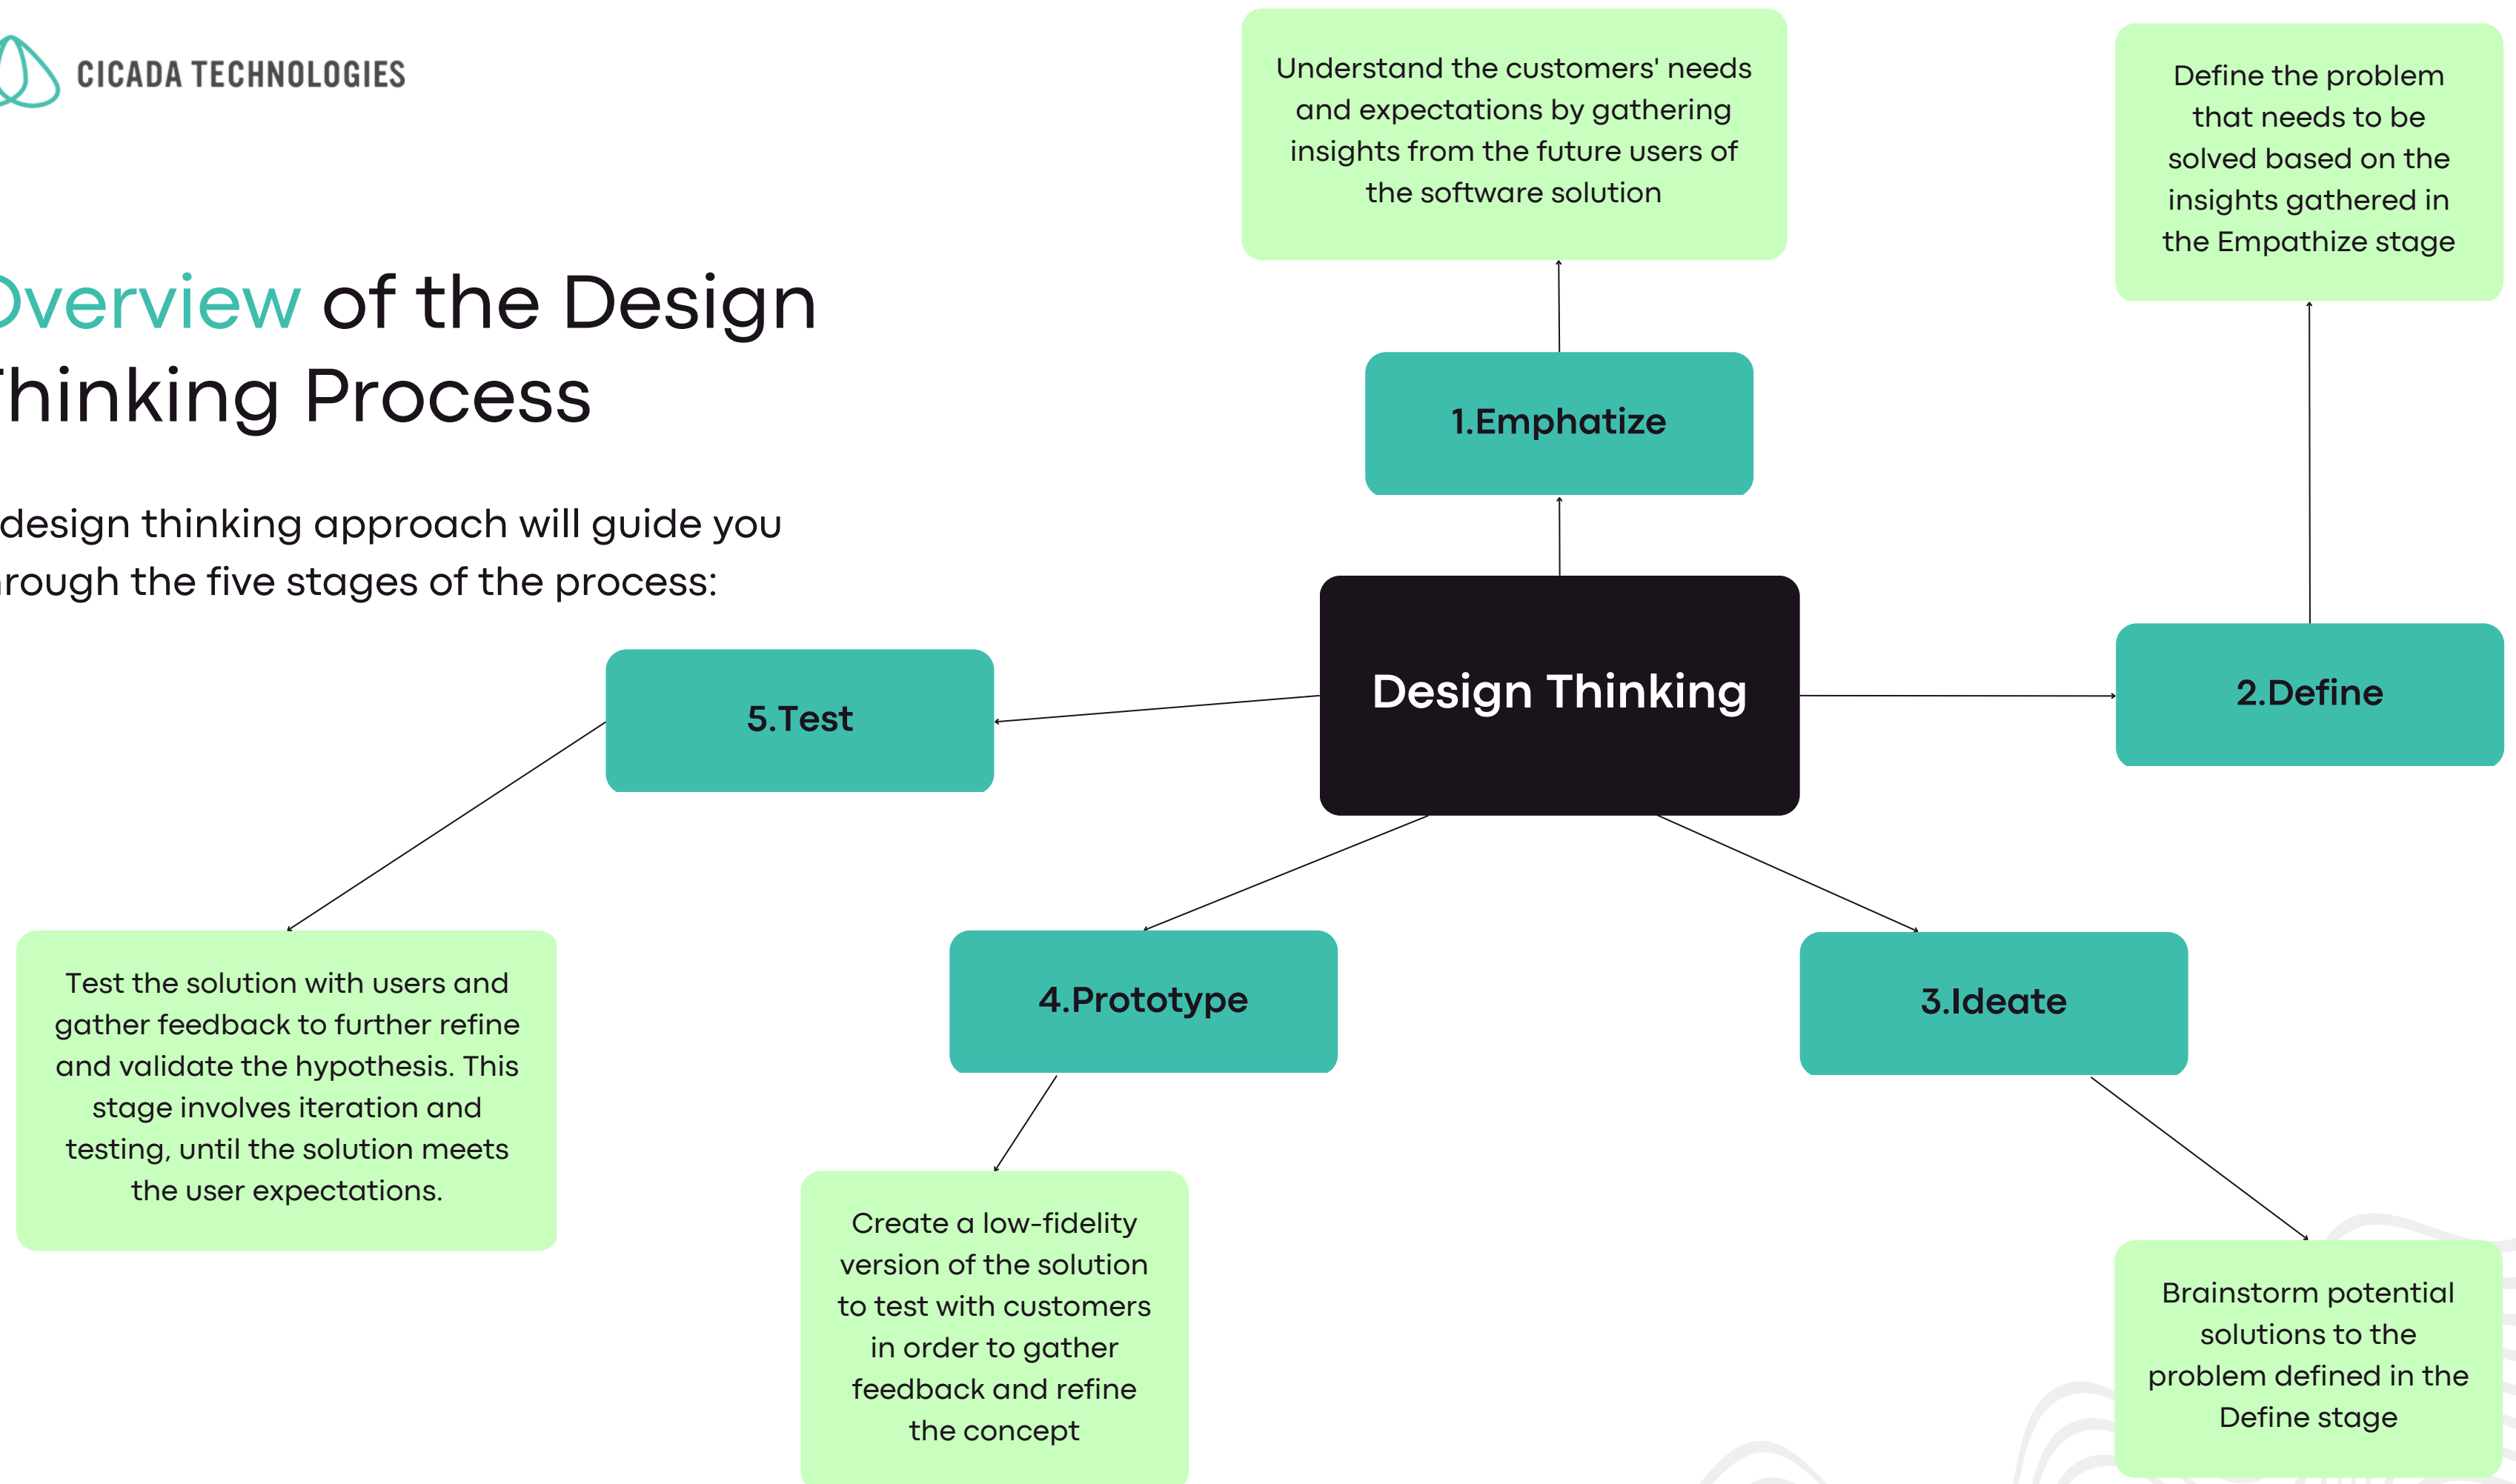 CICADA TECHNOLOGIES
Overview of the Design
Thinking Process
design thinking approach will guide you
through the five stages of the process:
Understand the customers' needs
and expectations by gathering
insights from the future users of
the software solution
1.Emphatize
Define the problem
that needs to be
solved based on the
insights gathered in
the Empathize stage
2.Define
Design Thinking
5.Test
Test the solution with users and
gather feedback to further refine
and validate the hypothesis. This
stage involves iteration and
testing, until the solution meets
the user expectations.
4.Prototype
Create a low-fidelity
version of the solution
to test with customers
in order to gather
feedback and refine
the concept
3.Ideate
Brainstorm potential
solutions to the
problem defined in the
Define stage